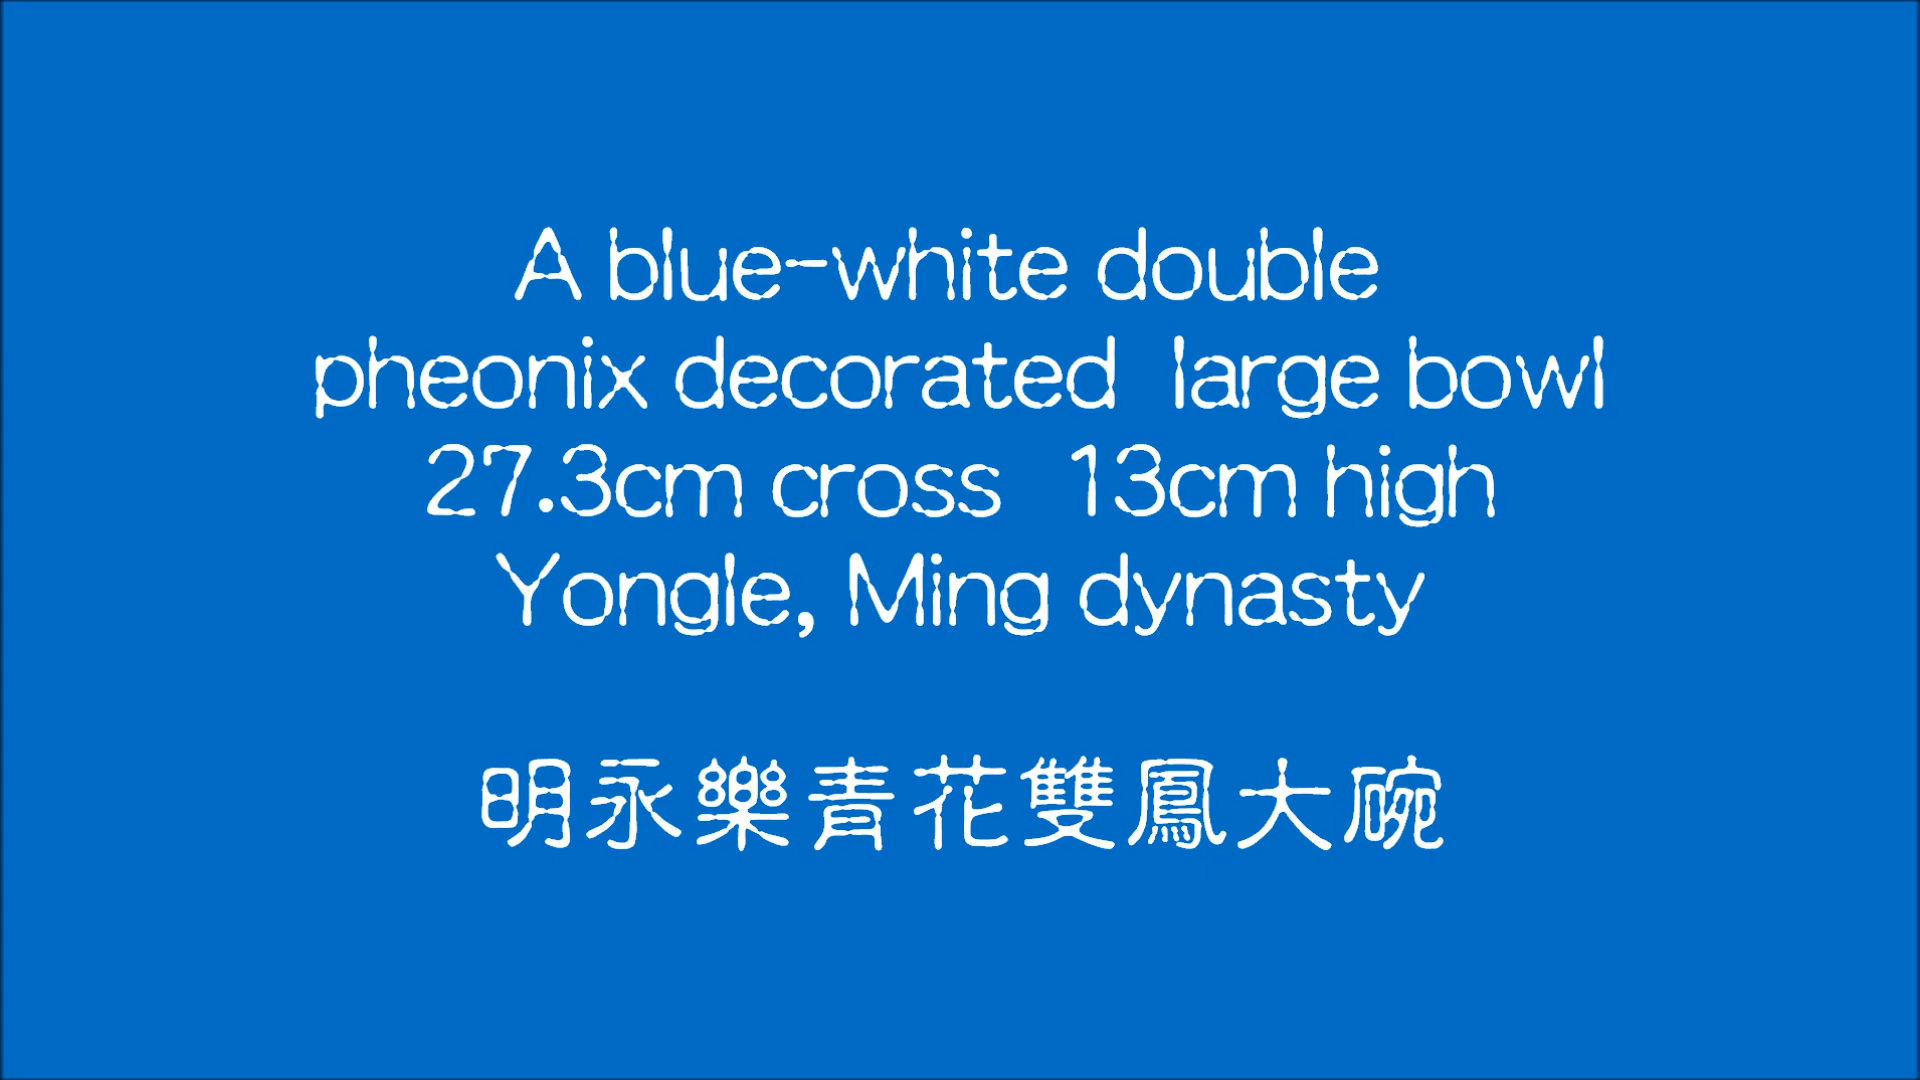 A blue-white double
pheonix decorated  large bowl
27.3cm cross   13cm high
Yongle, Ming dynasty
明永樂青花雙鳳大碗